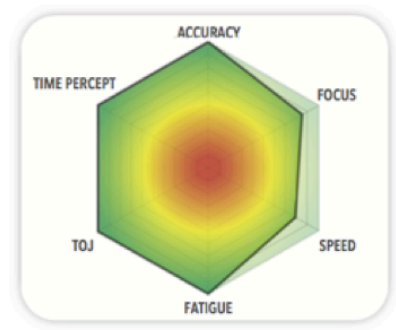 ACCURACY
TIME PERCEPT
FOCUS
TOJ
SPEED
FATIGUE